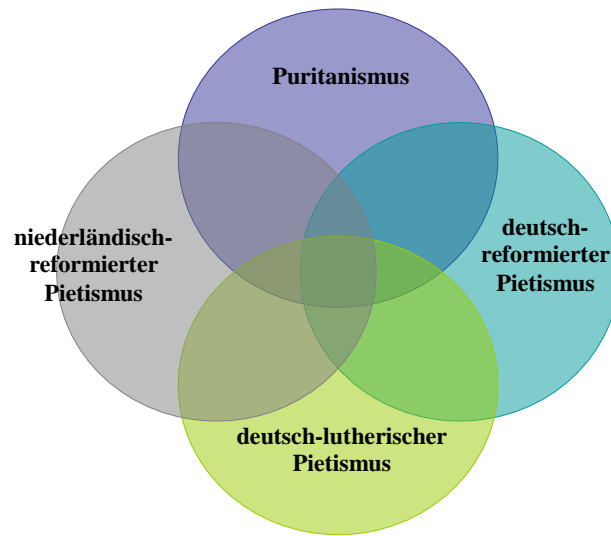 Puritanismus
niederländisch-
reformierter
Pietismus
deutsch-
reformierter
Pietismus
deutsch-lutherischer
Pietismus